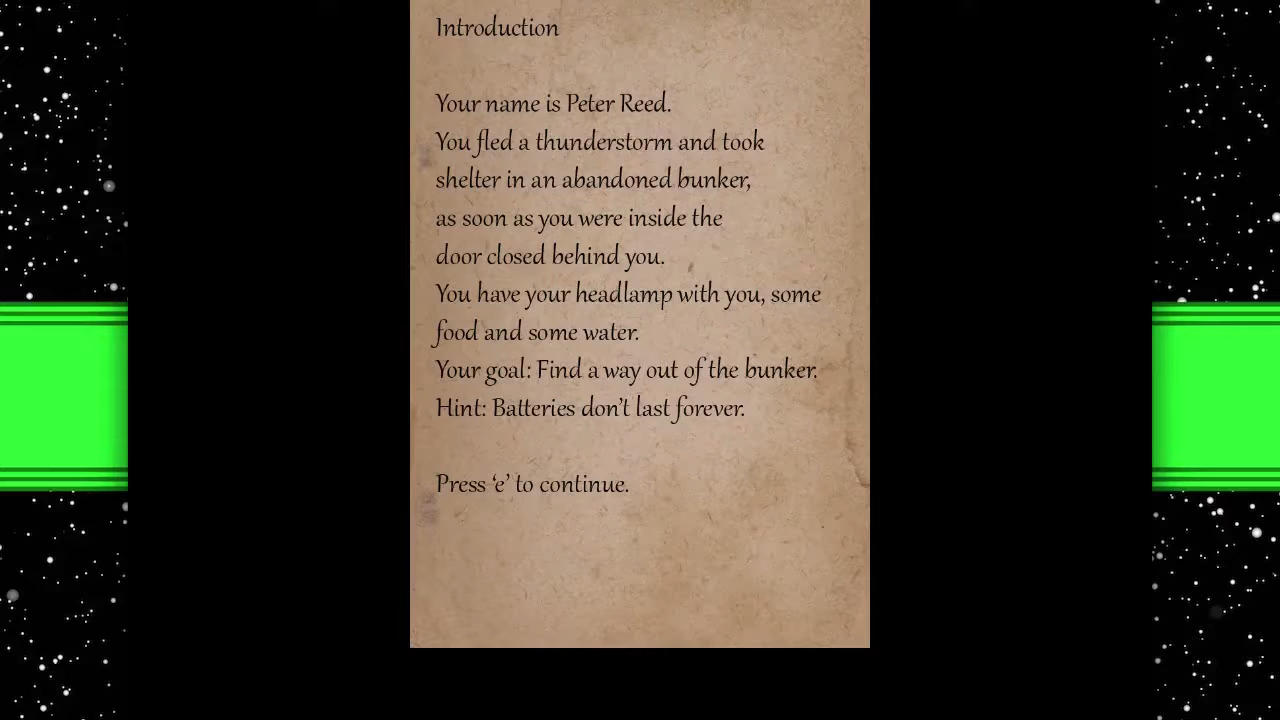 Introduction
Your name is Peter Reed.
You fled a thunderstorm and took
shelter in an abandoned bunker,
as soon as you were inside the
door closed behind you.
You have your headlamp with you, some
food and some water.
Your goal: Find a way out of the bunker.
Hint: Batteries don’t last forever.
Press ‘e’ to continue.